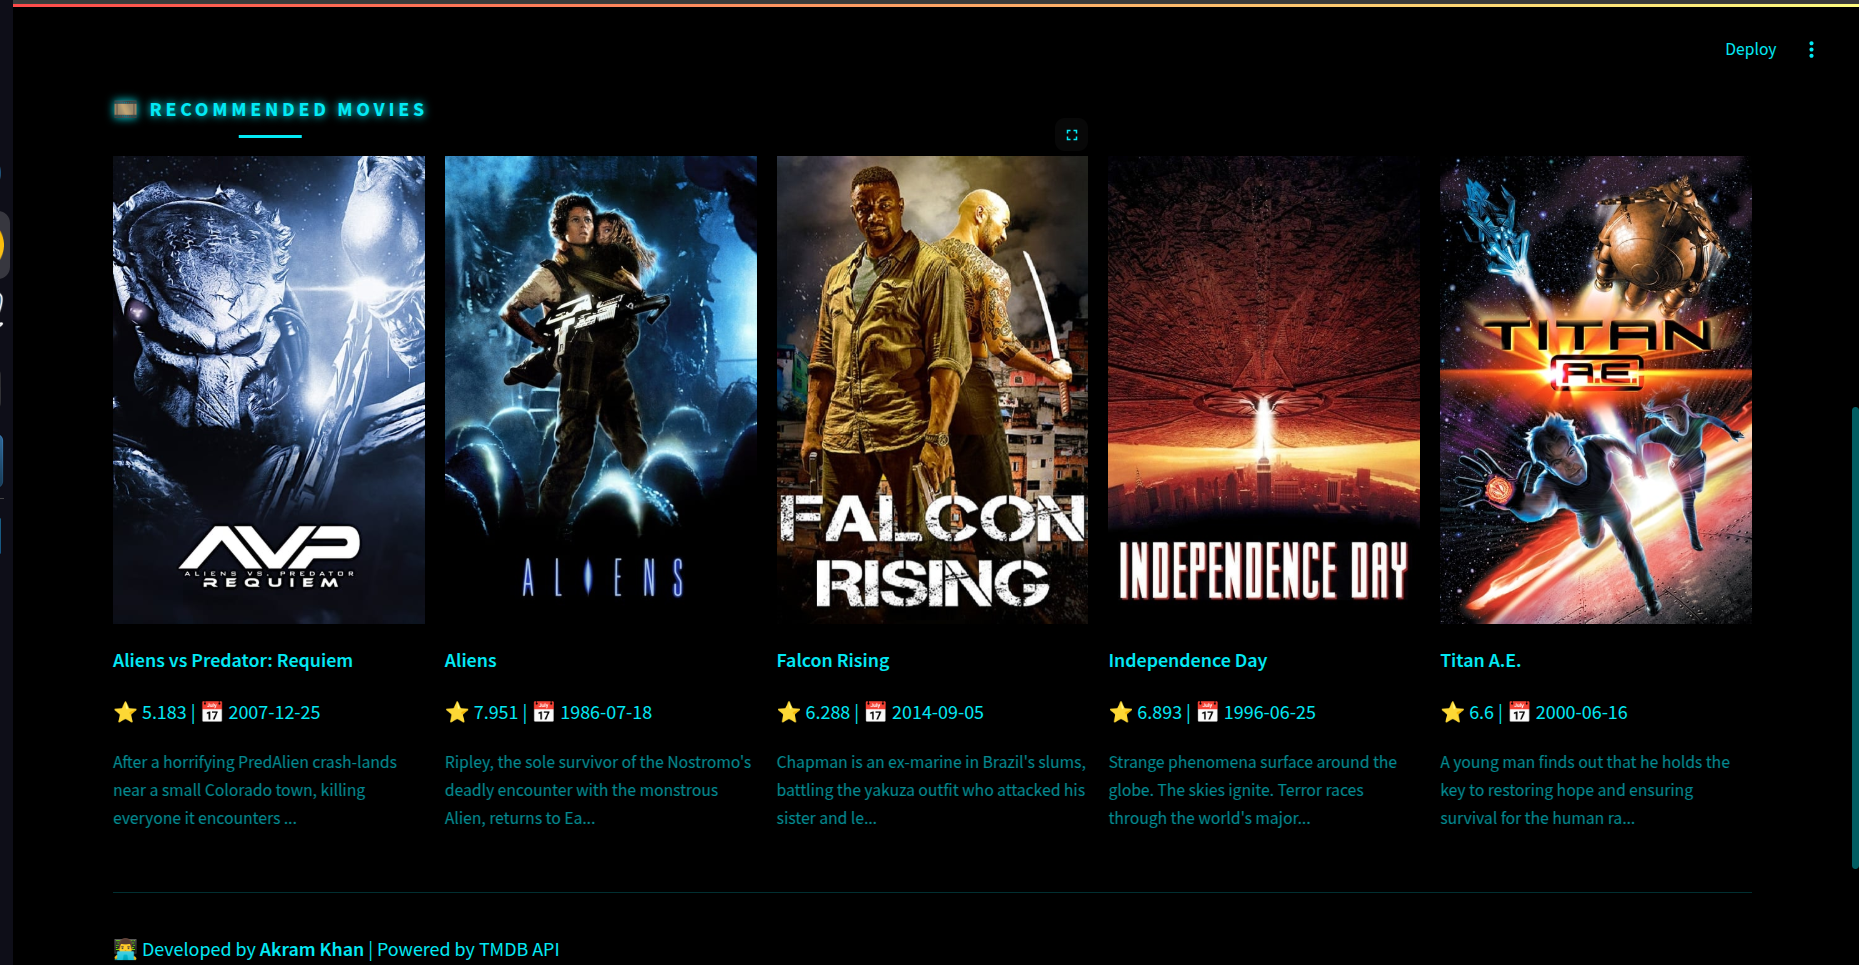 Deploy
🎞️ RECOMMENDED MOVIES
AVP
ALIENS VS. PREDATOR
REQUIEM
ALIENS
FALCON
RISING
INDEPENDENCE DAY
TITAN
A.E.
Aliens vs Predator: Requiem
⭐ 5.183 | 📅 2007-12-25
After a horrifying PredAlien crash-lands
near a small Colorado town, killing
everyone it encounters ...
Aliens
⭐ 7.951 | 📅 1986-07-18
Ripley, the sole survivor of the Nostromo's
deadly encounter with the monstrous
Alien, returns to Ea...
Falcon Rising
⭐ 6.288 | 📅 2014-09-05
Chapman is an ex-marine in Brazil's slums,
battling the yakuza outfit who attacked his
sister and le...
Independence Day
⭐ 6.893 | 📅 1996-06-25
Strange phenomena surface around the
globe. The skies ignite. Terror races
through the world's major...
Titan A.E.
⭐ 6.6 | 📅 2000-06-16
A young man finds out that he holds the
key to restoring hope and ensuring
survival for the human ra...
👨‍💻 Developed by Akram Khan | Powered by TMDB API